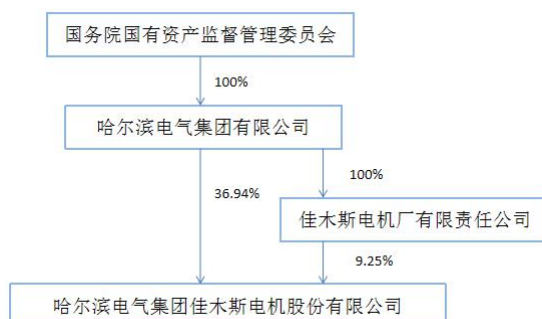 国务院国有资产监督管理委员会
100%
哈尔滨电气集团有限公司
100%
36.94%
佳木斯电机厂有限责任公司
9.25%
哈尔滨电气集团佳木斯电机股份有限公司